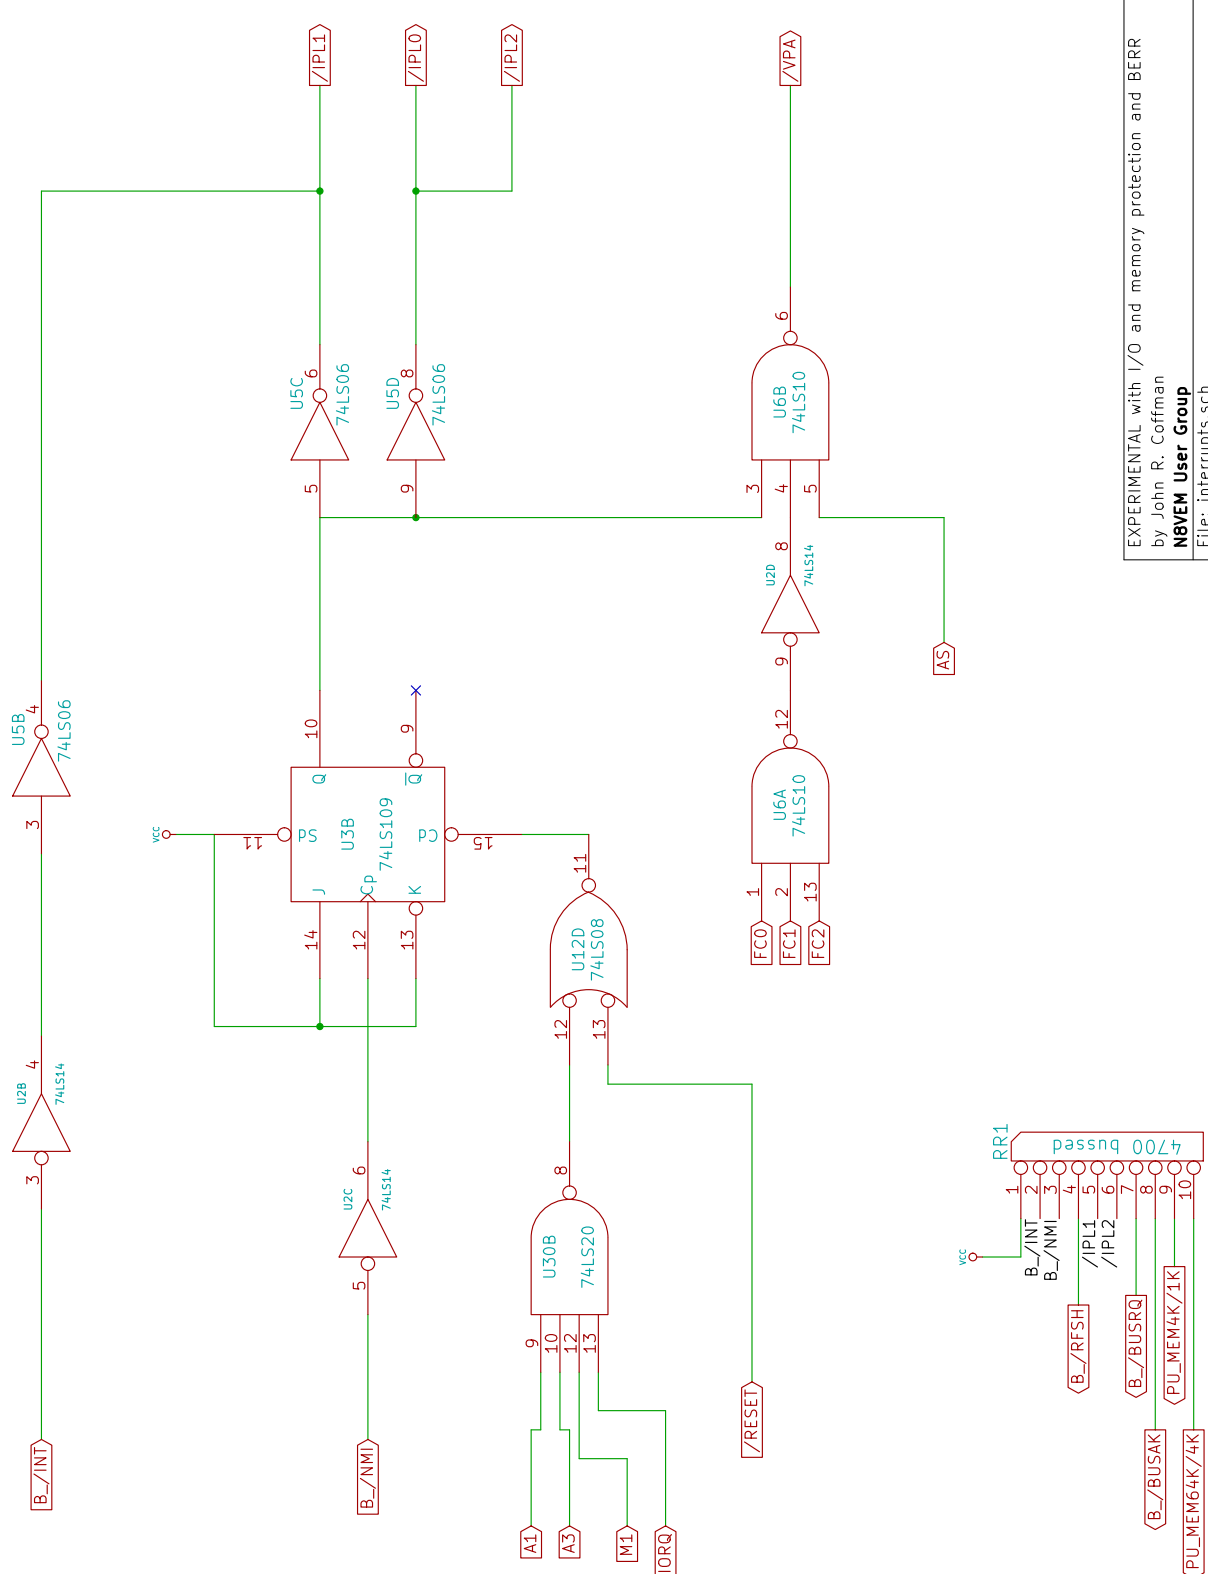 /IPL1
/IPL0
/IPL2
/VPA
EXPERIMENTAL with I/O and memory protection and BERR
by John R. Coffman
N8VEM User Group
File: interrupts.sch
U5C
6
74LS06
5
U5D
8
74LS06
9
6
U6B
74LS10
3
4
5
8
U2D
74LS14
9
AS
U5B
4
74LS06
3
10
9
Q
Q
VCC
11
Sd
U3B
74LS109
Cd
15
J
Cp
K
14
12
13
11
U12D
74LS08
12
13
12
U6A
74LS10
1
2
13
FC0
FC1
FC2
U2B
4
74LS14
3
U2C
6
74LS14
5
8
U30B
74LS20
9
10
12
13
RR1
4700 bussed
1
2
3
4
5
6
7
8
9
10
VCC
B_/INT
B_/NMI
/IPL1
/IPL2
B_/RFSH
B_/BUSRQ
PU_MEM4K/1K
B_/BUSAK
PU_MEM64K/4K
/RESET
B_/INT
B_/NMI
A1
A3
M1
IORQ